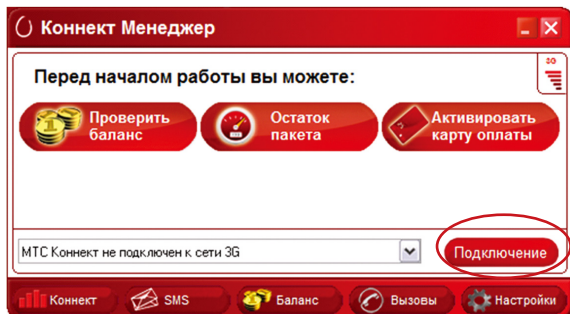 Коннект Менеджер
3G
Перед началом работы вы можете:
Проверить баланс
Остаток пакета
Активировать карту оплаты
МТС Коннект не подключен к сети 3G
Подключение
Коннект
SMS
Баланс
Вызовы
Настройки